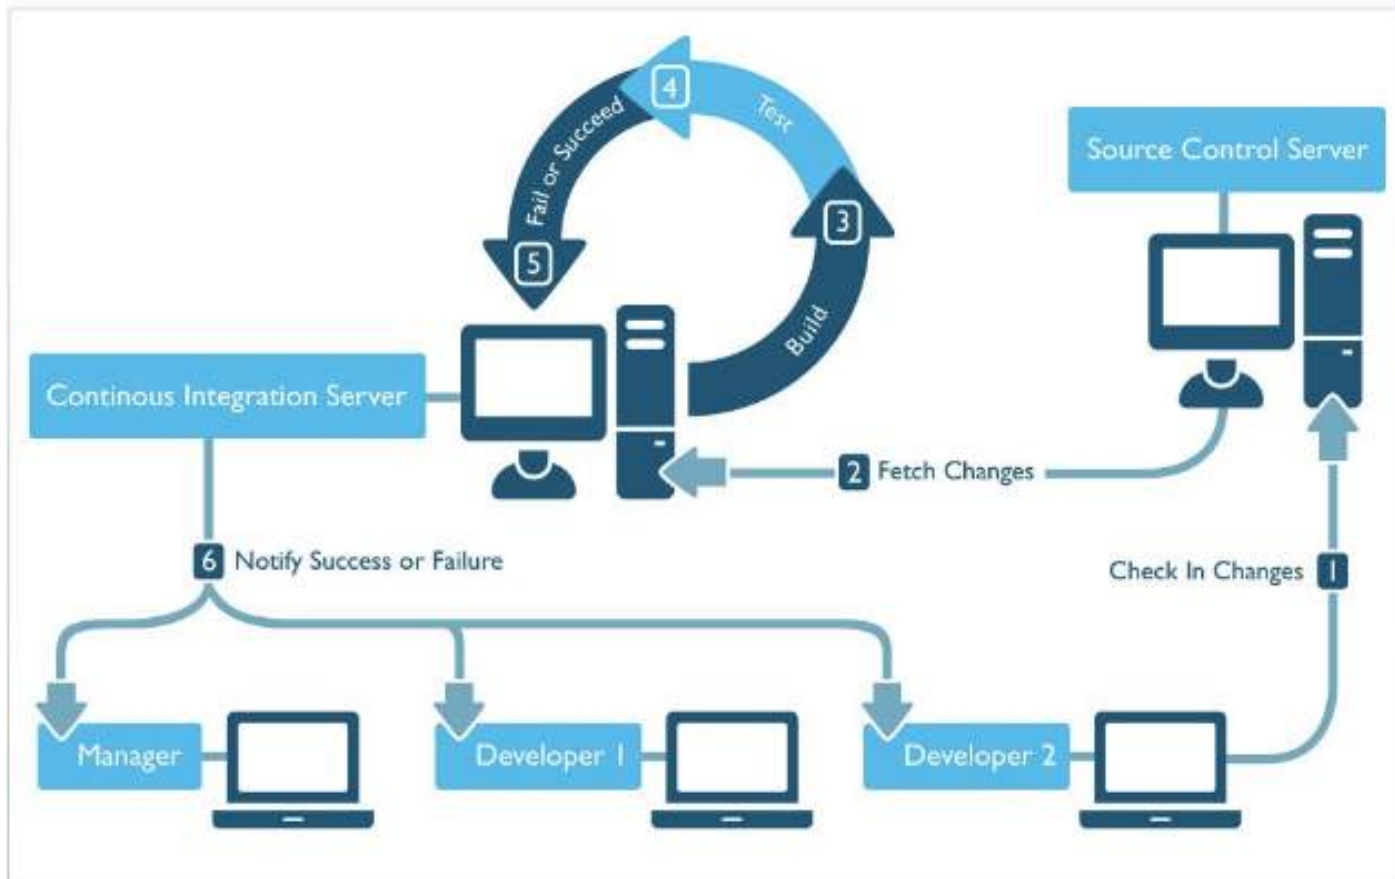 4
Test
Fail or Succeed
Source Control Server
3
5
Build
Continous Integration Server
2 Fetch Changes
6 Notify Success or Failure
Check In Changes 1
Manager
Developer 1
Developer 2